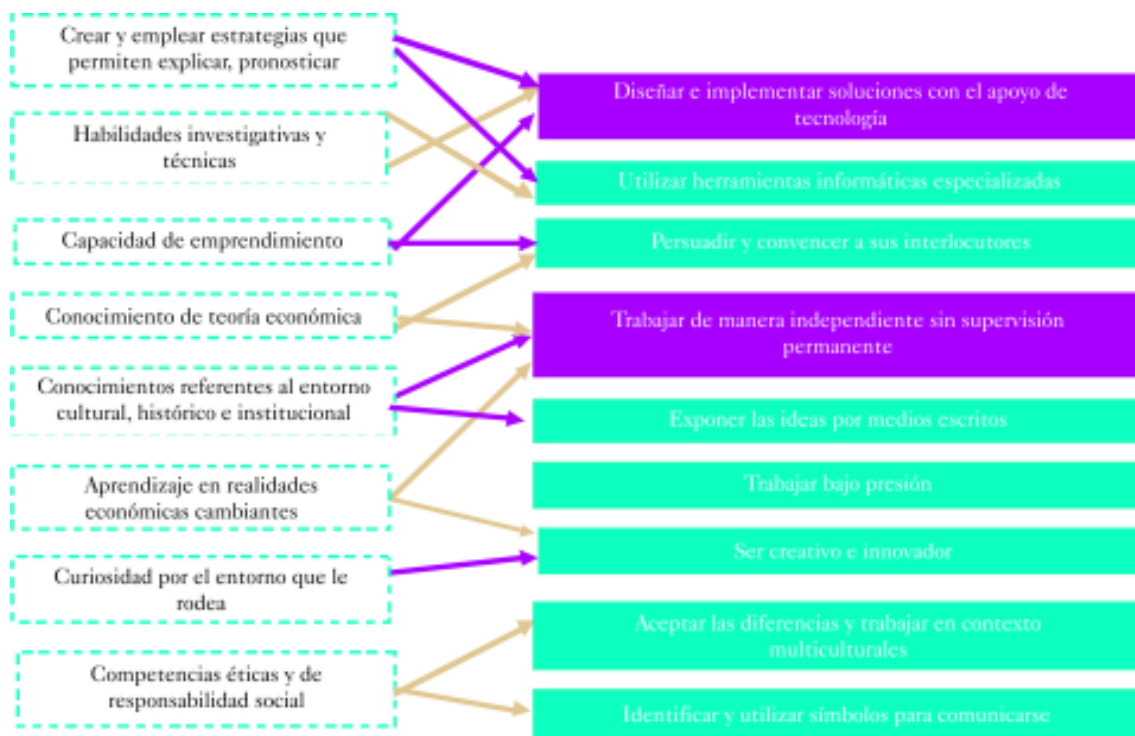 Crear y emplear estrategias que
permiten explicar, pronosticar
Habilidades investigativas y
técnicas
Capacidad de emprendimiento
Conocimiento de teoría económica
Conocimientos referentes al entorno
cultural, histórico e institucional
Aprendizaje en realidades
económicas cambiantes
Curiosidad por el entorno que le
rodea
Competencias éticas y de
responsabilidad social
Diseñar e implementar soluciones con el apoyo de
tecnología
Utilizar herramientas informáticas especializadas
Persuadir y convencer a sus interlocutores
Trabajar de manera independiente sin supervisión
permanente
Exponer las ideas por medios escritos
Trabajar bajo presión
Ser creativo e innovador
Aceptar las diferencias y trabajar en contexto
multiculturales
Identificar y utilizar símbolos para comunicarse